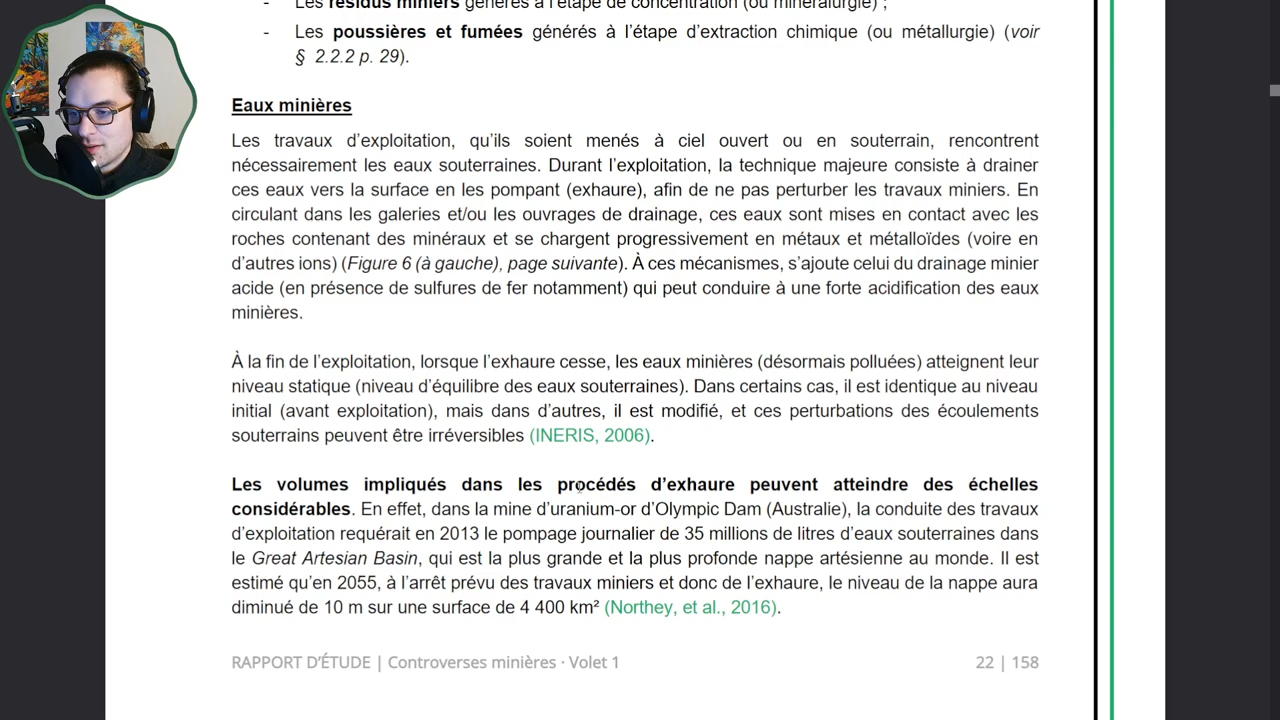 - Les résidus miniers générés à l'étape de concentration (ou minéralurgie) ;
- Les poussières et fumées générés à l'étape d'extraction chimique (ou métallurgie) (voir
§ 2.2.2 p. 29).
Eaux minières
Les travaux d'exploitation, qu'ils soient menés à ciel ouvert ou en souterrain, rencontrent
nécessairement les eaux souterraines. Durant l'exploitation, la technique majeure consiste à drainer
ces eaux vers la surface en les pompant (exhaure), afin de ne pas perturber les travaux miniers. En
circulant dans les galeries et/ou les ouvrages de drainage, ces eaux sont mises en contact avec les
roches contenant des minéraux et se chargent progressivement en métaux et métalloïdes (voire en
d'autres ions) (Figure 6 (à gauche), page suivante). À ces mécanismes, s'ajoute celui du drainage minier
acide (en présence de sulfures de fer notamment) qui peut conduire à une forte acidification des eaux
minières.
À la fin de l'exploitation, lorsque l'exhaure cesse, les eaux minières (désormais polluées) atteignent leur
niveau statique (niveau d'équilibre des eaux souterraines). Dans certains cas, il est identique au niveau
initial (avant exploitation), mais dans d'autres, il est modifié, et ces perturbations des écoulements
souterrains peuvent être irréversibles (INERIS, 2006).
Les volumes impliqués dans les procédés d'exhaure peuvent atteindre des échelles
considérables. En effet, dans la mine d'uranium-or d'Olympic Dam (Australie), la conduite des travaux
d'exploitation requérait en 2013 le pompage journalier de 35 millions de litres d'eaux souterraines dans
le Great Artesian Basin, qui est la plus grande et la plus profonde nappe artésienne au monde. Il est
estimé qu'en 2055, à l'arrêt prévu des travaux miniers et donc de l'exhaure, le niveau de la nappe aura
diminué de 10 m sur une surface de 4 400 km² (Northey, et al., 2016).
RAPPORT D'ÉTUDE | Controverses minières · Volet 1 22 | 158